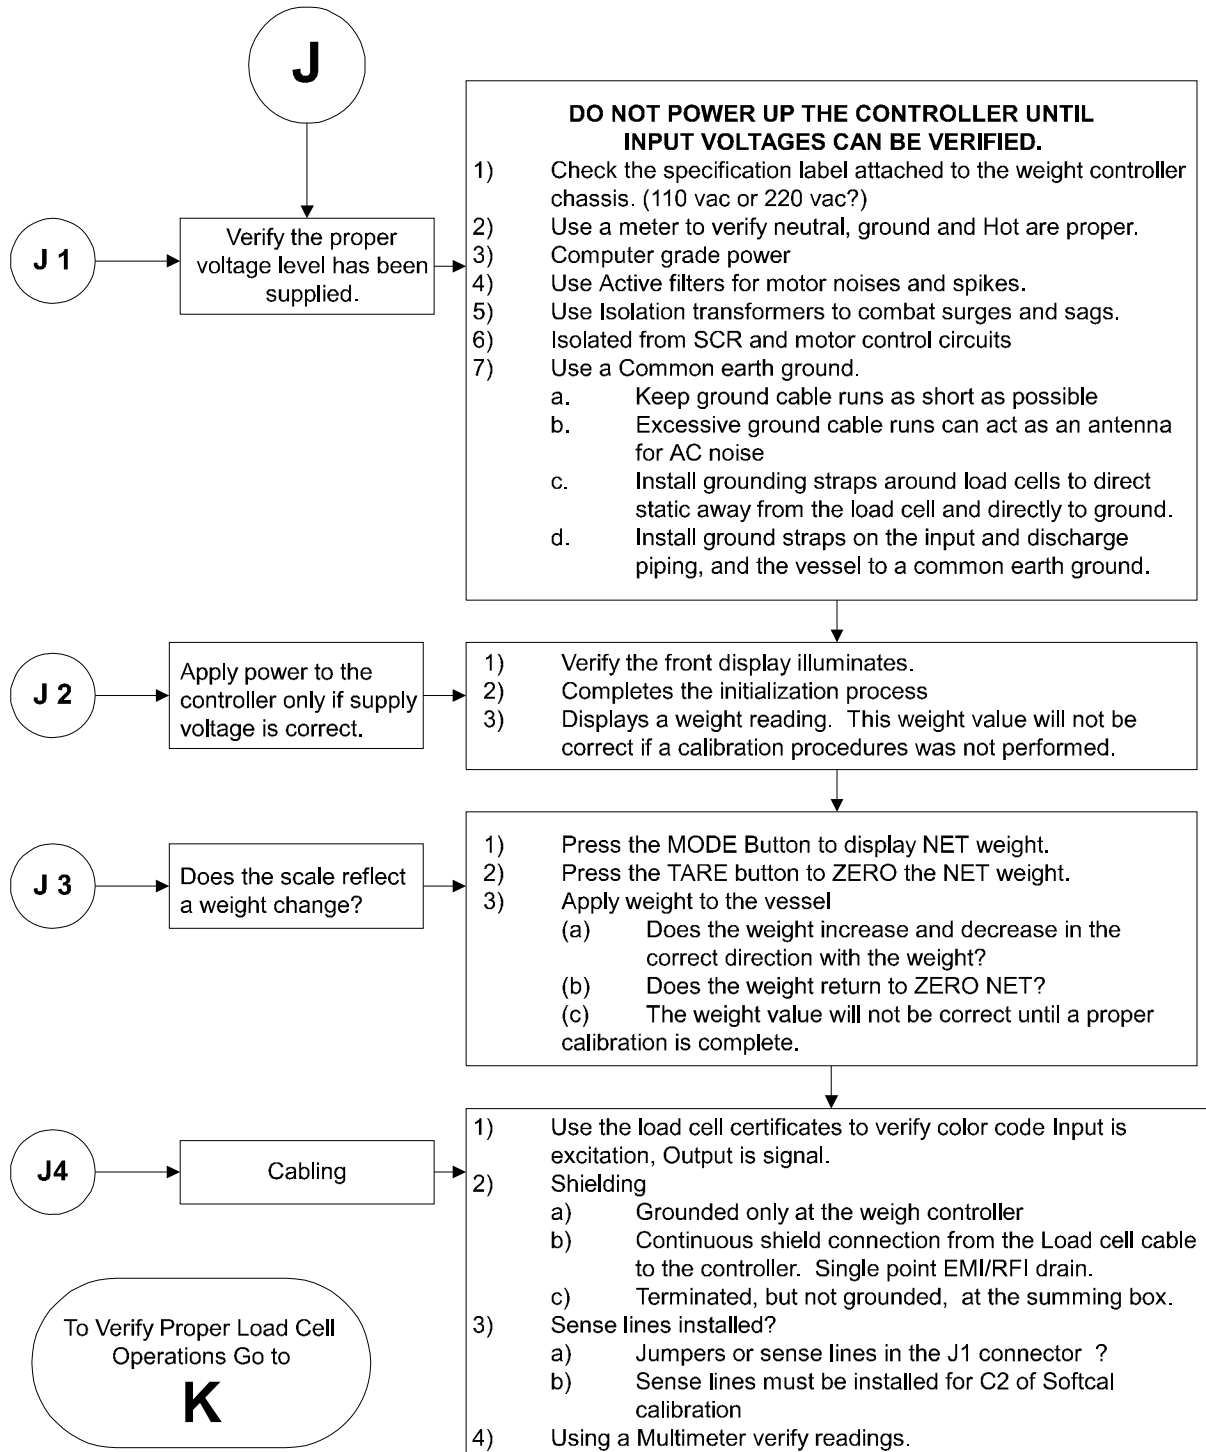 J
J 1
Verify the proper
voltage level has been
supplied.
DO NOT POWER UP THE CONTROLLER UNTIL
INPUT VOLTAGES CAN BE VERIFIED.
1) Check the specification label attached to the weight controller
chassis. (110 vac or 220 vac?)
2) Use a meter to verify neutral, ground and Hot are proper.
3) Computer grade power
4) Use Active filters for motor noises and spikes.
5) Use Isolation transformers to combat surges and sags.
6) Isolated from SCR and motor control circuits
7) Use a Common earth ground.
a. Keep ground cable runs as short as possible
b. Excessive ground cable runs can act as an antenna
for AC noise
c. Install grounding straps around load cells to direct
static away from the load cell and directly to ground.
d. Install ground straps on the input and discharge
piping, and the vessel to a common earth ground.
J 2
Apply power to the
controller only if supply
voltage is correct.
1) Verify the front display illuminates.
2) Completes the initialization process
3) Displays a weight reading. This weight value will not be
correct if a calibration procedures was not performed.
J 3
Does the scale reflect
a weight change?
1) Press the MODE Button to display NET weight.
2) Press the TARE button to ZERO the NET weight.
3) Apply weight to the vessel
(a) Does the weight increase and decrease in the
correct direction with the weight?
(b) Does the weight return to ZERO NET?
(c) The weight value will not be correct until a proper
calibration is complete.
J4
Cabling
1) Use the load cell certificates to verify color code Input is
excitation, Output is signal.
2) Shielding
a) Grounded only at the weigh controller
b) Continuous shield connection from the Load cell cable
to the controller. Single point EMI/RFI drain.
c) Terminated, but not grounded, at the summing box.
3) Sense lines installed?
a) Jumpers or sense lines in the J1 connector ?
b) Sense lines must be installed for C2 of Softcal
calibration
4) Using a Multimeter verify readings.
To Verify Proper Load Cell
Operations Go to
K